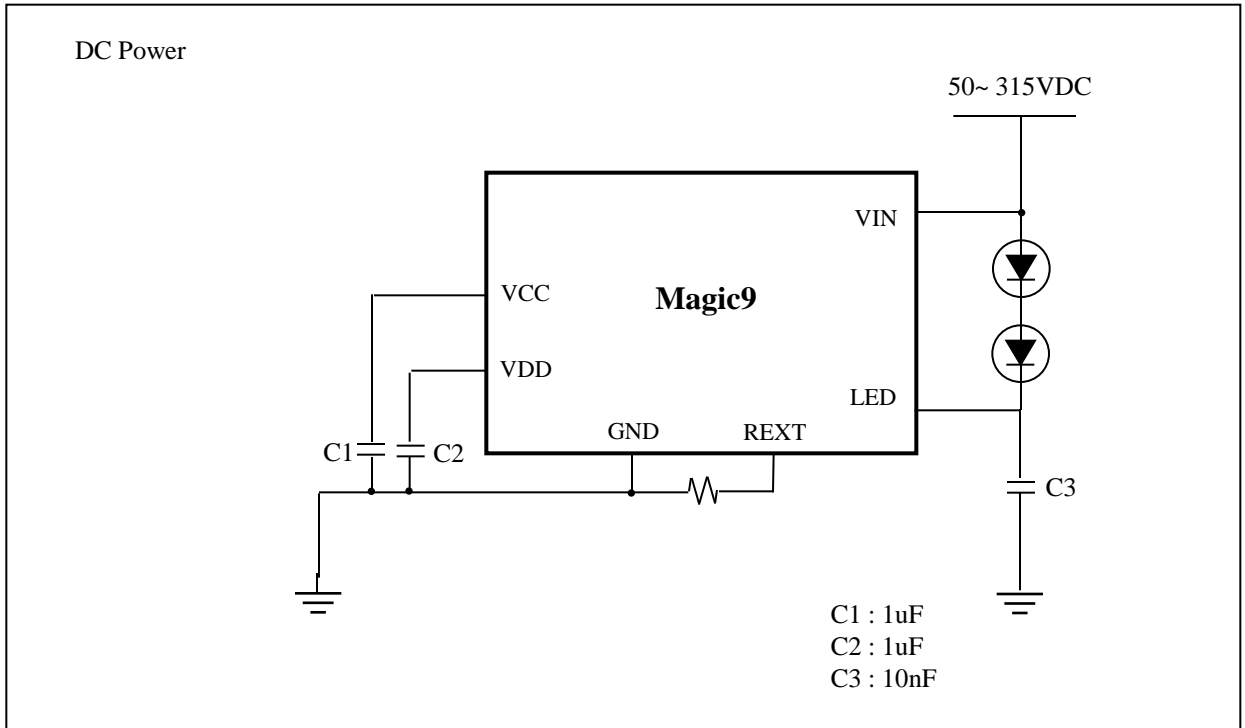 DC Power
50~ 315VDC
VIN
VCC
Magic9
VDD
LED
GND
REXT
C1
C2
C3
C1 : 1uF
C2 : 1uF
C3 : 10nF